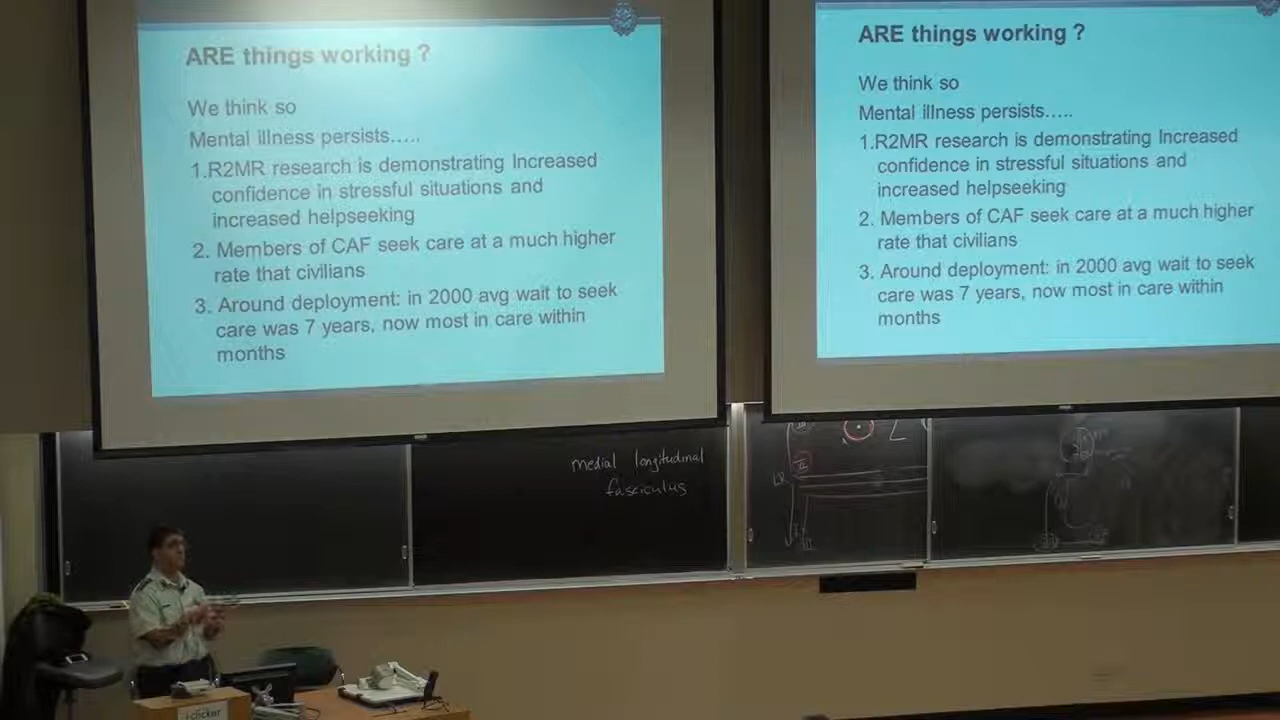 ARE things working ?
We think so
Mental illness persists.....
1.R2MR research is demonstrating Increased
confidence in stressful situations and
increased helpseeking
2. Members of CAF seek care at a much higher
rate that civilians
3. Around deployment: in 2000 avg wait to seek
care was 7 years, now most in care within
months
ARE things working ?
We think so
Mental illness persists.....
1.R2MR research is demonstrating Increased
confidence in stressful situations and
increased helpseeking
2. Members of CAF seek care at a much higher
rate that civilians
3. Around deployment: in 2000 avg wait to seek
care was 7 years, now most in care within
months
medial longitudinal
fasciculus
i clicker